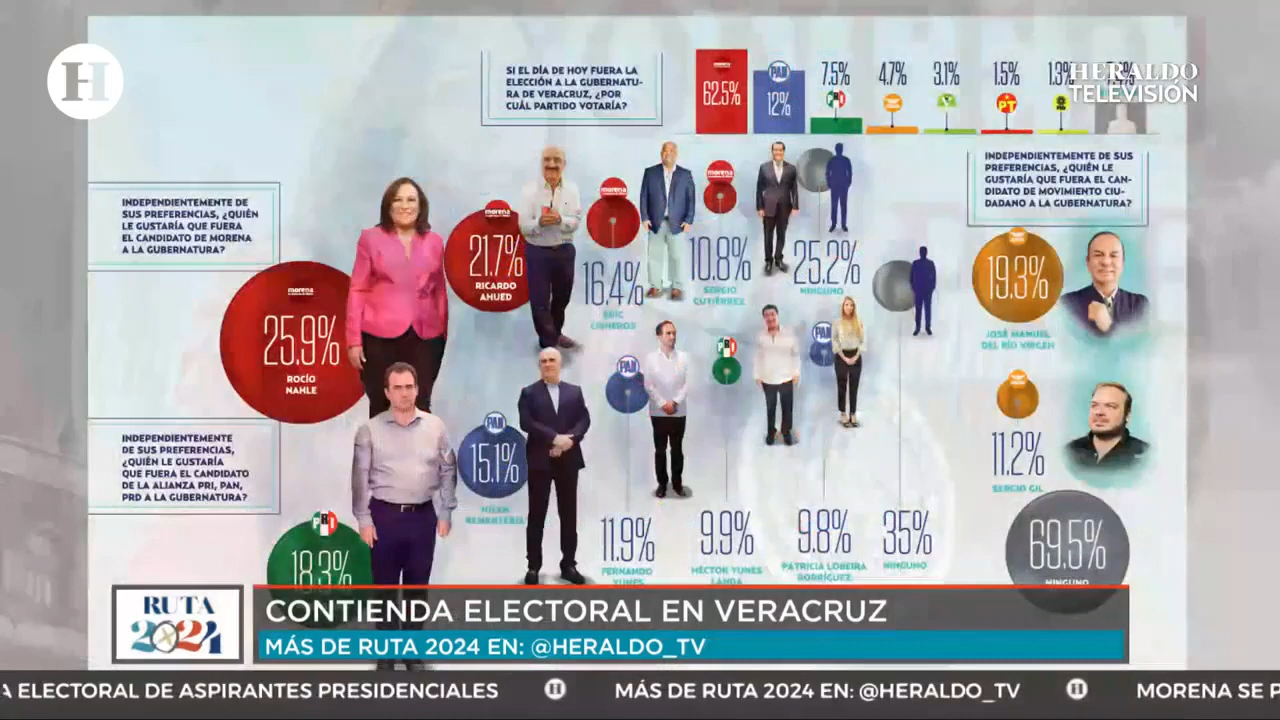 H
HERALDO
TELEVISIÓN
SI EL DÍA DE HOY FUERA LA
ELECCIÓN A LA GUBERNATU-
RA DE VERACRUZ, ¿POR
CUÁL PARTIDO VOTARÍA?
morena
62.5%
PAN
12%
7.5%
PRI
4.7%
3.1%
1.5%
PT
1.3%
INDEPENDIENTEMENTE DE
SUS PREFERENCIAS, ¿QUIÉN
LE GUSTARÍA QUE FUERA
EL CANDIDATO DE MORENA
A LA GUBERNATURA?
morena
25.9%
ROCÍO
NAHLE
morena
21.7%
RICARDO
AHUED
morena
16.4%
ERIC
CISNEROS
morena
10.8%
SERGIO
GUTIÉRREZ
25.2%
NINGUNO
INDEPENDIENTEMENTE DE SUS
PREFERENCIAS, ¿QUIÉN LE
GUSTARÍA QUE FUERA EL CAN-
DIDATO DE MOVIMIENTO CIU-
DADANO A LA GUBERNATURA?
19.3%
JOSÉ MANUEL
DEL RÍO VIRGEN
11.2%
SERGIO GIL
69.5%
NINGUNO
INDEPENDIENTEMENTE
DE SUS PREFERENCIAS,
¿QUIÉN LE GUSTARÍA
QUE FUERA EL CANDIDATO
DE LA ALIANZA PRI, PAN,
PRD A LA GUBERNATURA?
PRI
18.3%
PAN
15.1%
JULEN
REMENTERÍA
PAN
11.9%
FERNANDO
YUNES
PRI
9.9%
HÉCTOR YUNES
LANDA
PAN
9.8%
PATRICIA LOBEIRA
RODRÍGUEZ
35%
NINGUNO
RUTA
2024
CONTIENDA ELECTORAL EN VERACRUZ
MÁS DE RUTA 2024 EN: @HERALDO_TV
A ELECTORAL DE ASPIRANTES PRESIDENCIALES H MÁS DE RUTA 2024 EN: @HERALDO_TV H MORENA SE P